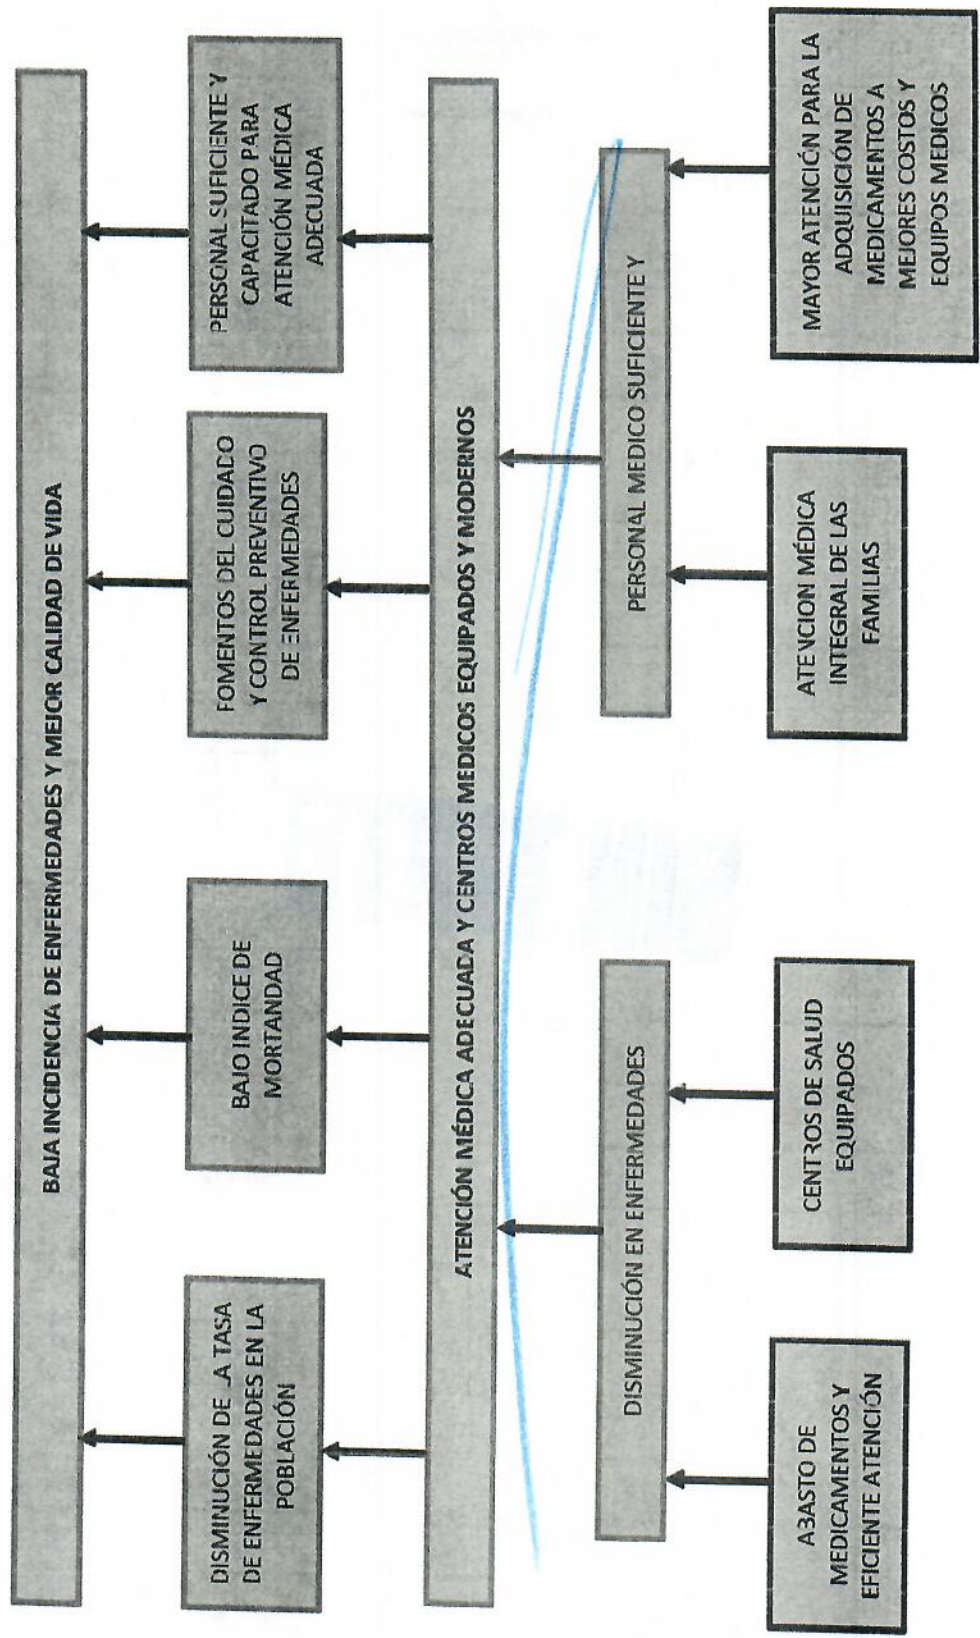 BAJA INCIDENCIA DE ENFERMEDADES Y MEJOR CALIDAD DE VIDA
DISMINUCIÓN DE LA TASA
DE ENFERMEDADES EN LA
POBLACIÓN
BAJO INDICE DE
MORTANDAD
FOMENTOS DEL CUIDADO
Y CONTROL PREVENTIVO
DE ENFERMEDADES
PERSONAL SUFICIENTE Y
CAPACITADO PARA
ATENCIÓN MÉDICA
ADECUADA
ATENCIÓN MÉDICA ADECUADA Y CENTROS MEDICOS EQUIPADOS Y MODERNOS
DISMINUCIÓN EN ENFERMEDADES
PERSONAL MEDICO SUFICIENTE Y
ABASTO DE
MEDICAMENTOS Y
EFICIENTE ATENCIÓN
CENTROS DE SALUD
EQUIPADOS
ATENCION MÉDICA
INTEGRAL DE LAS
FAMILIAS
MAYOR ATENCIÓN PARA LA
ADQUISICIÓN DE
MEDICAMENTOS A
MEJORES COSTOS Y
EQUIPOS MEDICOS